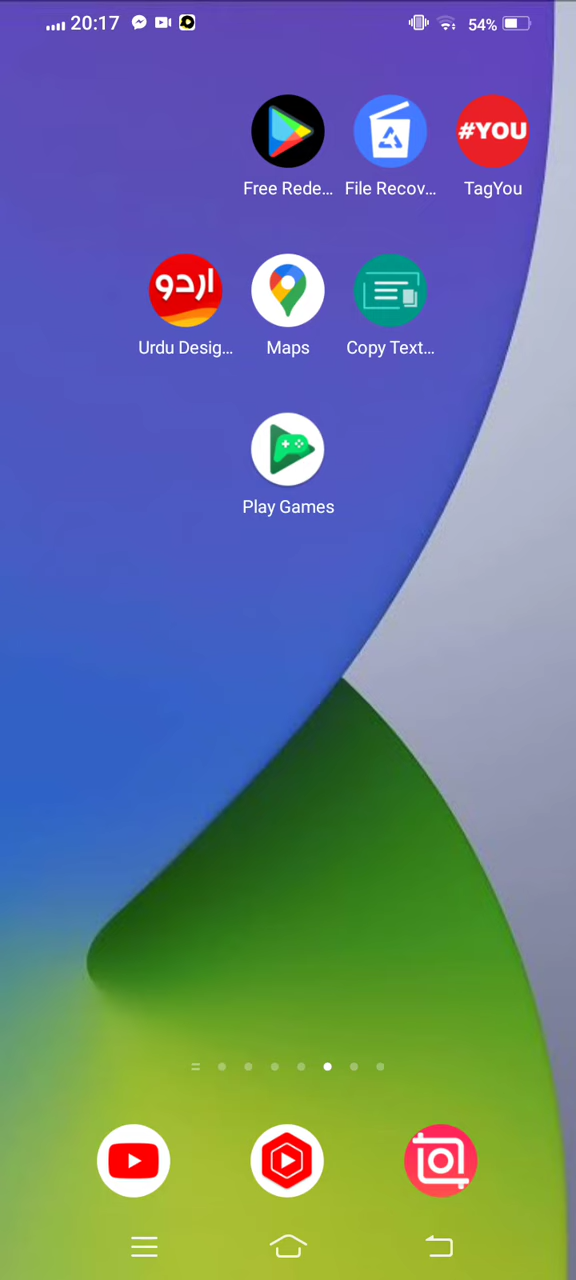 20:17
54%
Free Rede...
File Recov...
#YOU
TagYou
اردو
Urdu Desig...
Maps
Copy Text...
Play Games